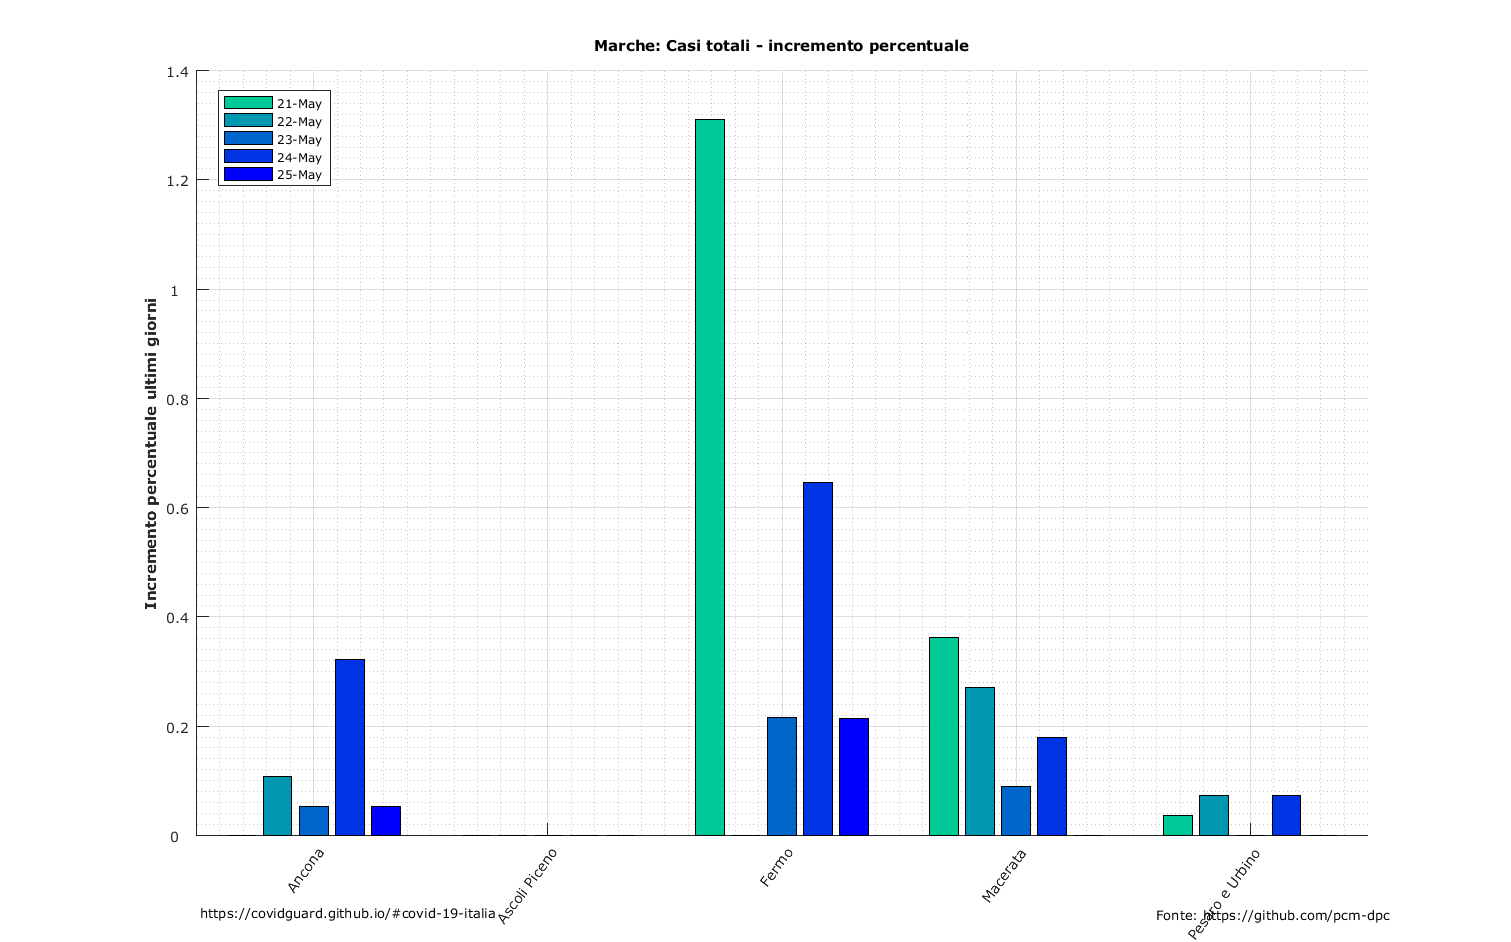 Marche: Casi totali - incremento percentuale
Incremento percentuale ultimi giorni
1.4
1.2
1
0.8
0.6
0.4
0.2
0
21-May
22-May
23-May
24-May
25-May
Ancona
Ascoli Piceno
Fermo
Macerata
Pesaro e Urbino
https://covidguard.github.io/#covid-19-italia
Fonte: https://github.com/pcm-dpc